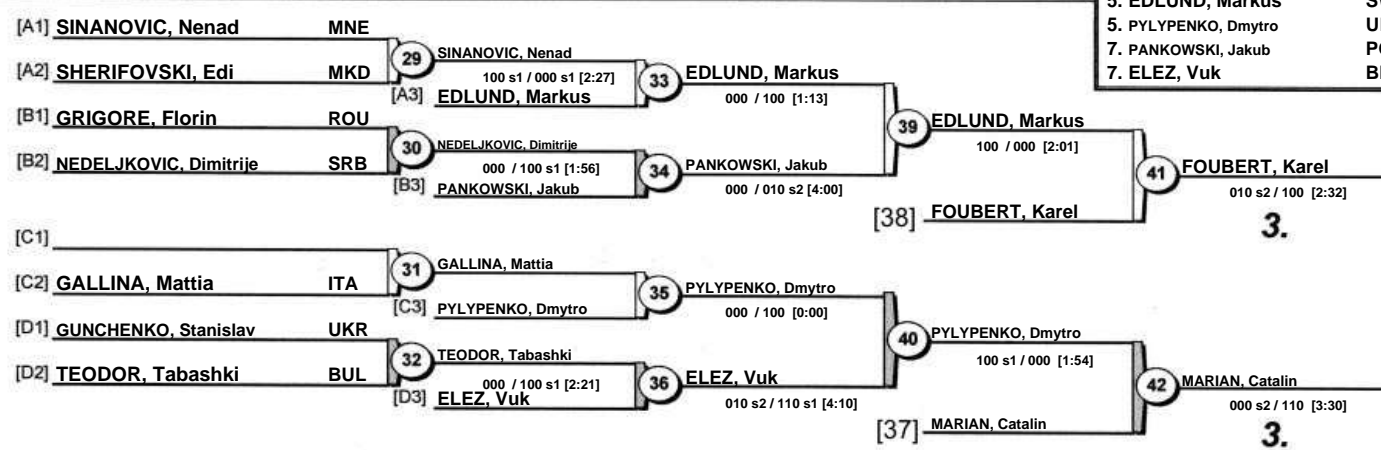 5. EDLUND, Markus
5. PYLYPENKO, Dmytro
7. PANKOWSKI, Jakub
7. ELEZ, Vuk
[A1] SINANOVIC, Nenad MNE
[A2] SHERIFOVSKI, Edi MKD
29 SINANOVIC, Nenad
100 s1 / 000 s1 [2:27]
[A3] EDLUND, Markus
33 EDLUND, Markus
000 / 100 [1:13]
[B1] GRIGORE, Florin ROU
[B2] NEDELJKOVIC, Dimitrije SRB
30 NEDELJKOVIC, Dimitrije
000 / 100 s1 [1:56]
[B3] PANKOWSKI, Jakub
34 PANKOWSKI, Jakub
000 / 010 s2 [4:00]
39 EDLUND, Markus
100 / 000 [2:01]
[38] FOUBERT, Karel
41 FOUBERT, Karel
010 s2 / 100 [2:32]
3.
[C1]
[C2] GALLINA, Mattia ITA
31 GALLINA, Mattia
[C3] PYLYPENKO, Dmytro
35 PYLYPENKO, Dmytro
000 / 100 [0:00]
[D1] GUNCHENKO, Stanislav UKR
[D2] TEODOR, Tabashki BUL
32 TEODOR, Tabashki
000 / 100 s1 [2:21]
[D3] ELEZ, Vuk
36 ELEZ, Vuk
010 s2 / 110 s1 [4:10]
40 PYLYPENKO, Dmytro
100 s1 / 000 [1:54]
[37] MARIAN, Catalin
42 MARIAN, Catalin
000 s2 / 110 [3:30]
3.